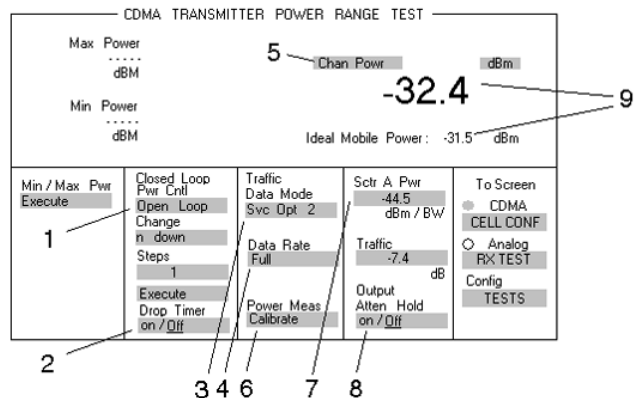 CDMA TRANSMITTER POWER RANGE TEST
Max Power
-----
dBM
Min Power
-----
dBM
5
Chan Powr
dBm
-32.4
9
Ideal Mobile Power: -31.5 dBm
Min / Max Pwr
Execute
Closed Loop
Pwr Cntl
Open Loop
Change
n down
Steps
1
Execute
Drop Timer
on / Off
Traffic
Data Mode
Svc Opt 2
Data Rate
Full
Power Meas
Calibrate
Sctr A Pwr
-44.5
dBm / BW
Traffic
-7.4
dB
Output
Atten Hold
on / Off
To Screen
CDMA
CELL CONF
Analog
RX TEST
Config
TESTS
1
2
3
4
6
7
8